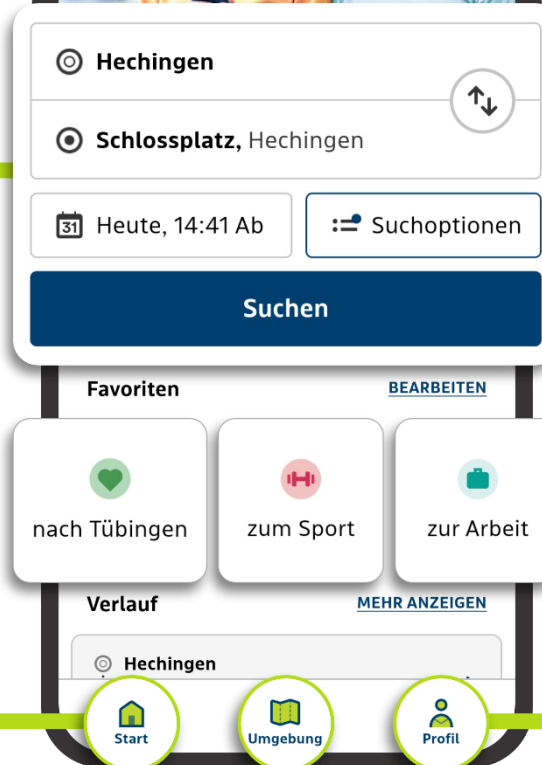 Hechingen
Schlossplatz, Hechingen
31 Heute, 14:41 Ab Suchoptionen
Suchen
Favoriten BEARBEITEN
nach Tübingen zum Sport zur Arbeit
Verlauf MEHR ANZEIGEN
Hechingen
Start Umgebung Profil